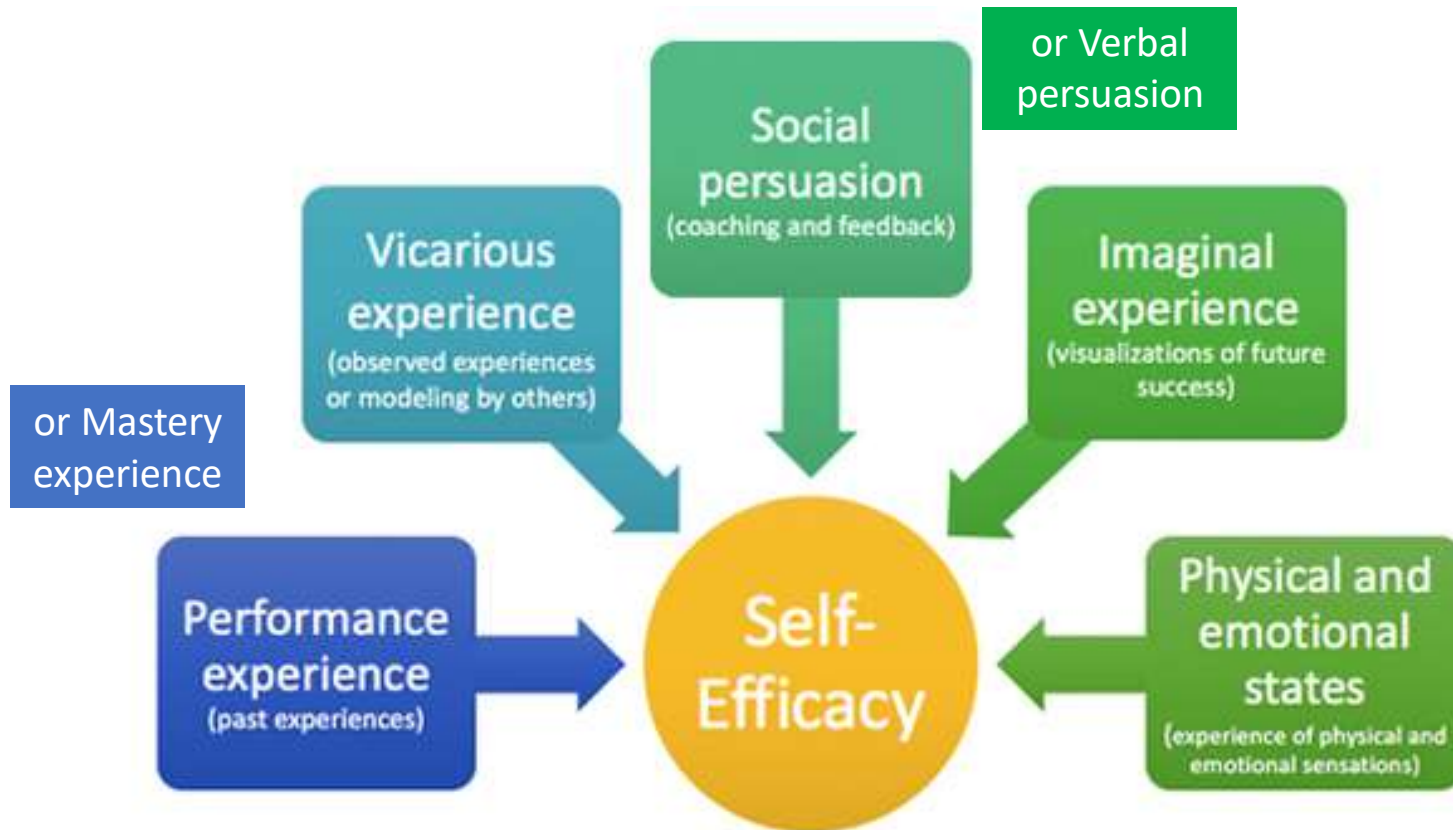 or Verbal
persuasion
Social
persuasion
(coaching and feedback)
Vicarious
experience
(observed experiences
or modeling by others)
Imaginal
experience
(visualizations of future
success)
or Mastery
experience
Performance
experience
(past experiences)
Self-
Efficacy
Physical and
emotional
states
(experience of physical and
emotional sensations)